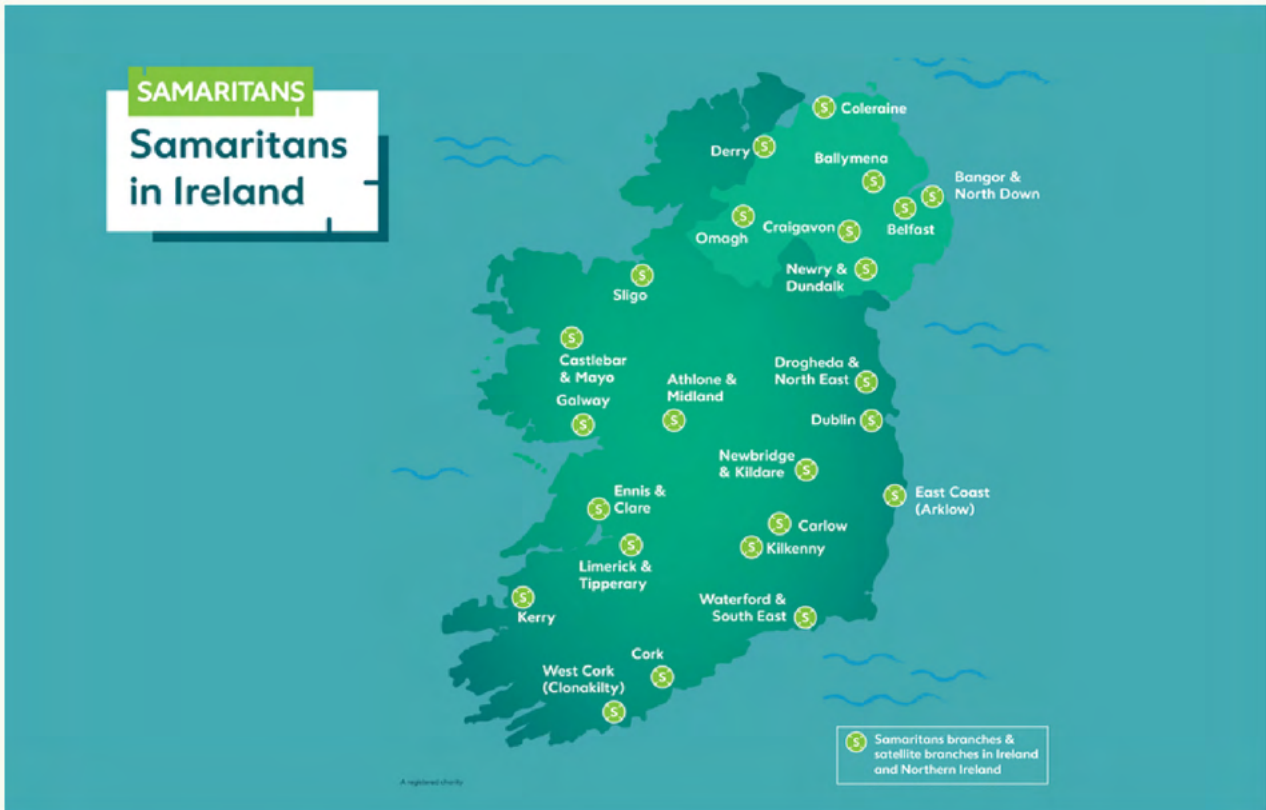 SAMARITANS
Samaritans
in Ireland
Coleraine
Derry
Ballymena
Bangor &
North Down
Omagh
Craigavon
Belfast
Newry &
Dundalk
Sligo
Castlebar
& Mayo
Drogheda &
North East
Athlone &
Midland
Galway
Dublin
Newbridge
& Kildare
Ennis &
Clare
East Coast
(Arklow)
Carlow
Kilkenny
Limerick &
Tipperary
Kerry
Waterford &
South East
Cork
West Cork
(Clonakilty)
S Samaritans branches &
satellite branches in Ireland
and Northern Ireland
A registered charity